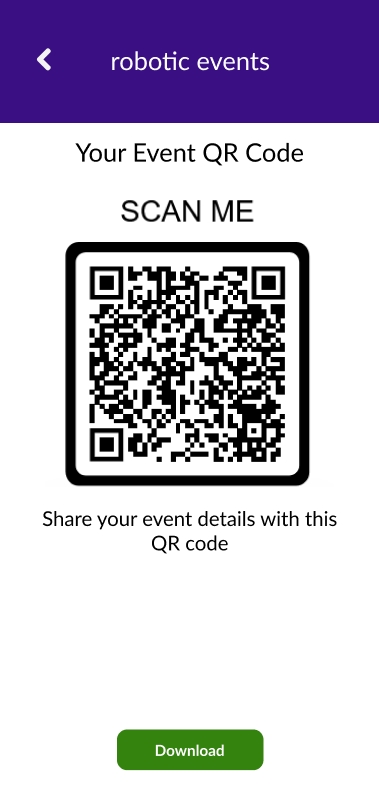 robotic events
Your Event QR Code
SCAN ME
Share your event details with this
QR code
Download